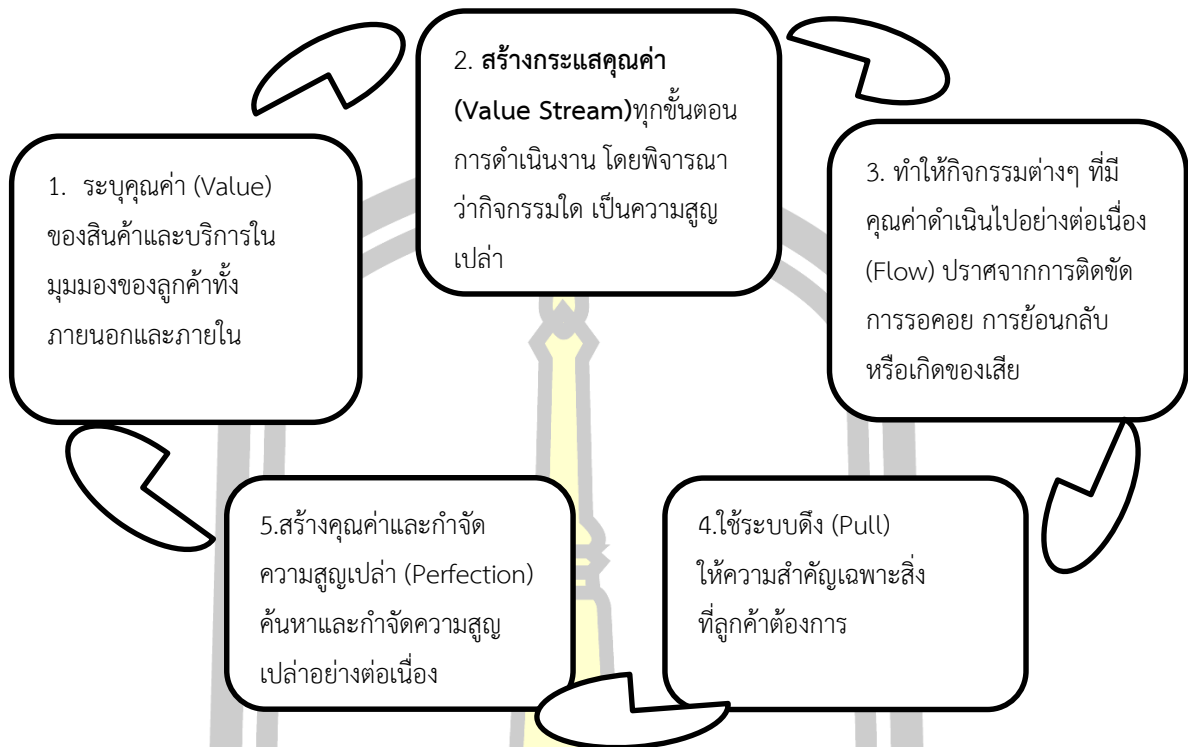 1. ระบุคุณค่า (Value)
ของสินค้าและบริการใน
มุมมองของลูกค้าทั้ง
ภายนอกและภายใน
2. สร้างกระแสคุณค่า
(Value Stream)ทุกขั้นตอน
การดำเนินงาน โดยพิจารณา
ว่ากิจกรรมใด เป็นความสูญ
เปล่า
3. ทำให้กิจกรรมต่างๆ ที่มี
คุณค่าดำเนินไปอย่างต่อเนื่อง
(Flow) ปราศจากการติดขัด
การรอคอย การย้อนกลับ
หรือเกิดของเสีย
4.ใช้ระบบดึง (Pull)
ให้ความสำคัญเฉพาะสิ่ง
ที่ลูกค้าต้องการ
5.สร้างคุณค่าและกำจัด
ความสูญเปล่า (Perfection)
ค้นหาและกำจัดความสูญ
เปล่าอย่างต่อเนื่อง